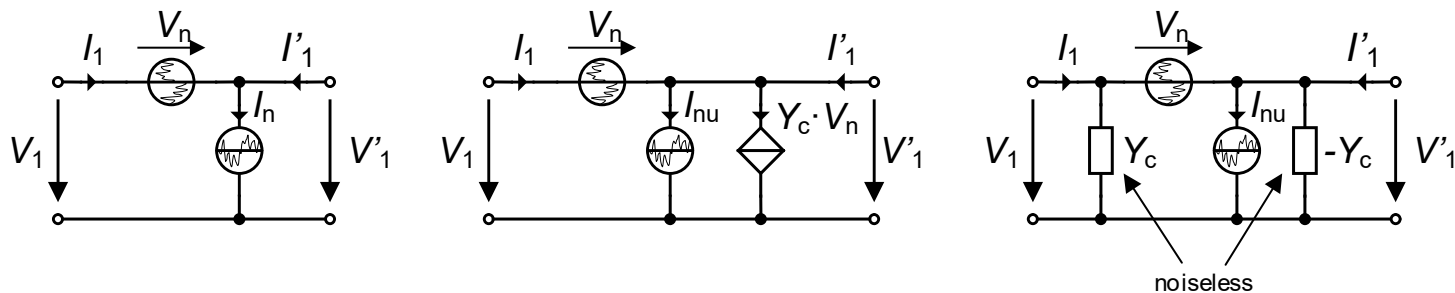 Vn
I1
I’1
In
V1
V’1
Vn
I1
I’1
Inu
Yc·Vn
V1
V’1
Vn
I1
I’1
Inu
V1
Yc
-Yc
V’1
noiseless